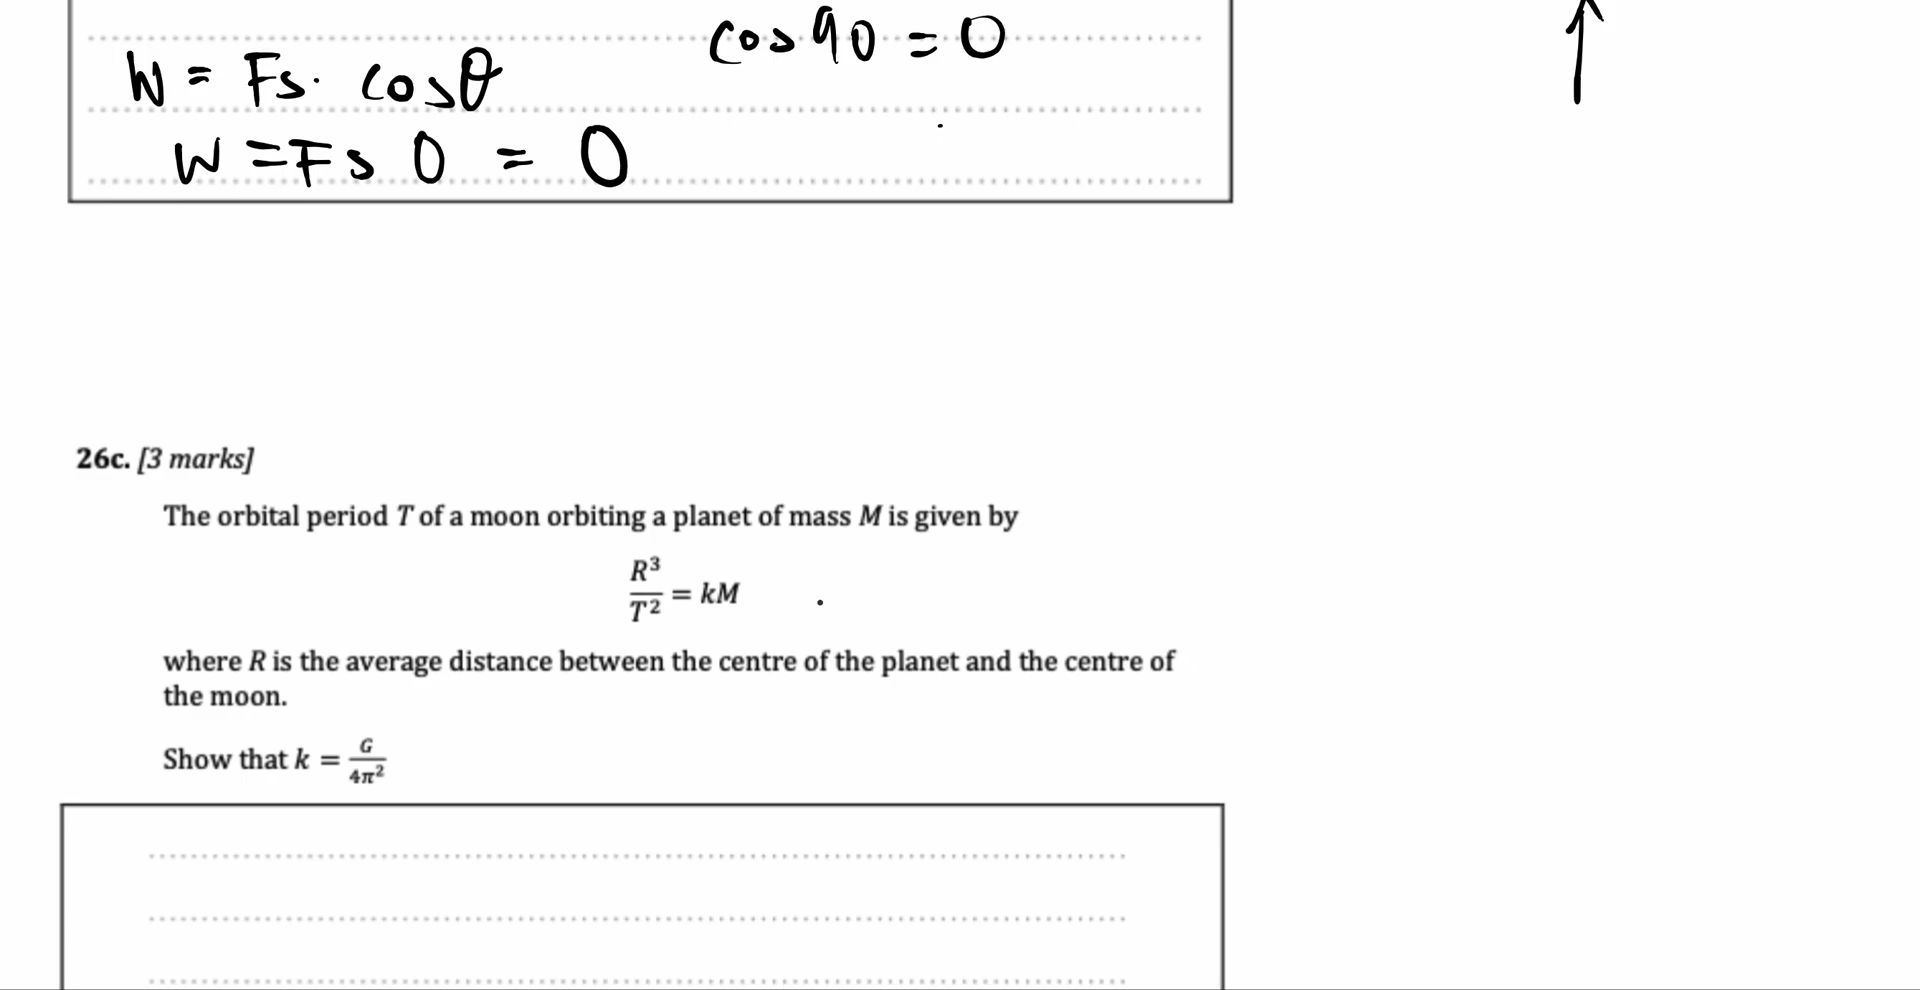 cos 90 = 0
W = Fs. cosθ
W = Fs 0 = 0
26c. [3 marks]
The orbital period T of a moon orbiting a planet of mass M is given by
R³/T² = kM
where R is the average distance between the centre of the planet and the centre of
the moon.
Show that k = G/4π²